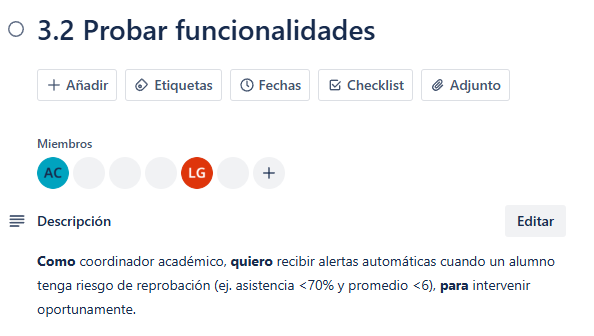 3.2 Probar funcionalidades
+ Añadir Etiquetas Fechas Checklist Adjunto
Miembros
AC LG +
Descripción Editar
Como coordinador académico, quiero recibir alertas automáticas cuando un alumno
tenga riesgo de reprobación (ej. asistencia <70% y promedio <6), para intervenir
oportunamente.